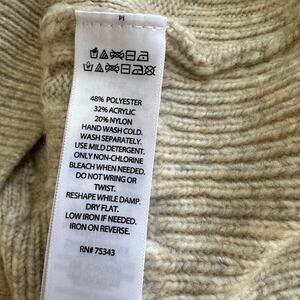 48% POLYESTER
32% ACRYLIC
20% NYLON
HAND WASH COLD.
WASH SEPARATELY.
USE MILD DETERGENT.
ONLY NON-CHLORINE
BLEACH WHEN NEEDED.
DO NOT WRING OR
TWIST.
RESHAPE WHILE DAMP.
DRY FLAT.
LOW IRON IF NEEDED.
IRON ON REVERSE.
RN# 75343